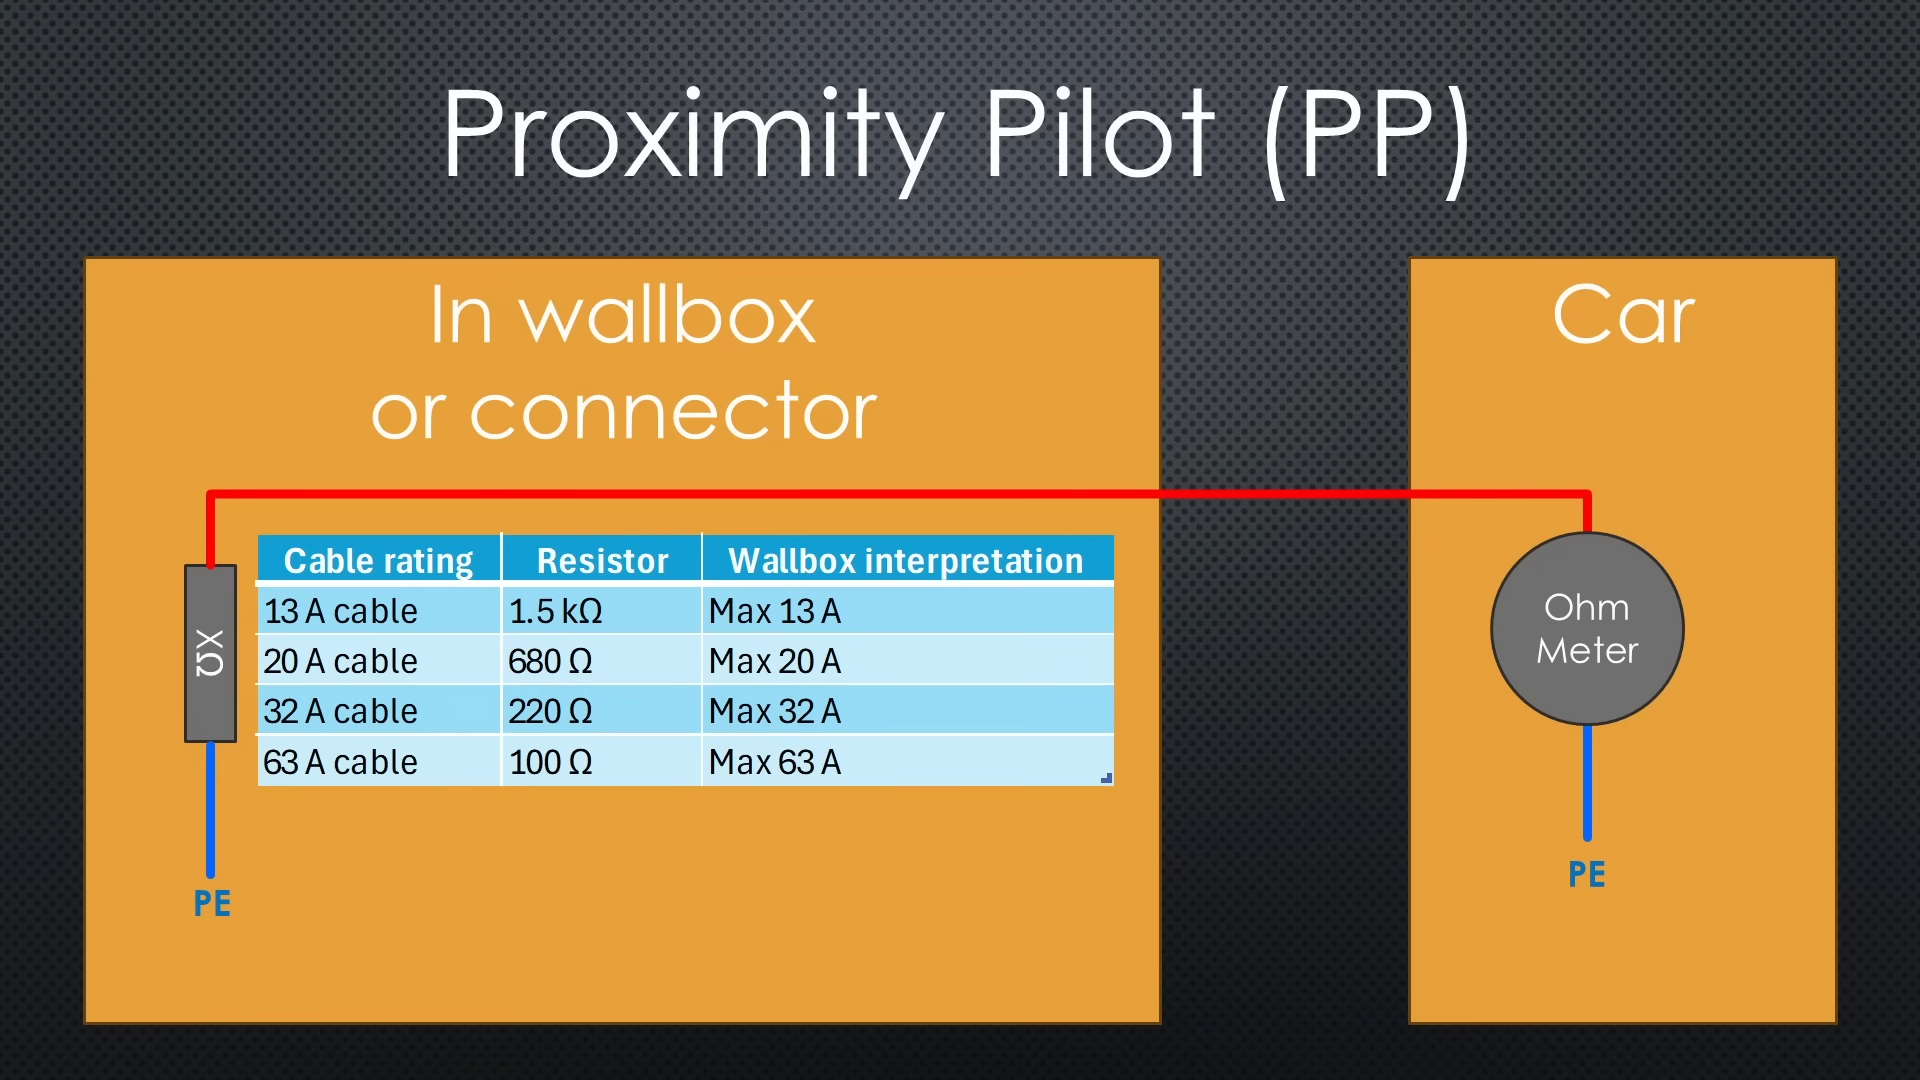 Proximity Pilot (PP)
In wallbox
or connector
Car
Cable rating Resistor Wallbox interpretation
13 A cable 1.5 kΩ Max 13 A
20 A cable 680 Ω Max 20 A
32 A cable 220 Ω Max 32 A
63 A cable 100 Ω Max 63 A
XΩ
Ohm
Meter
PE
PE